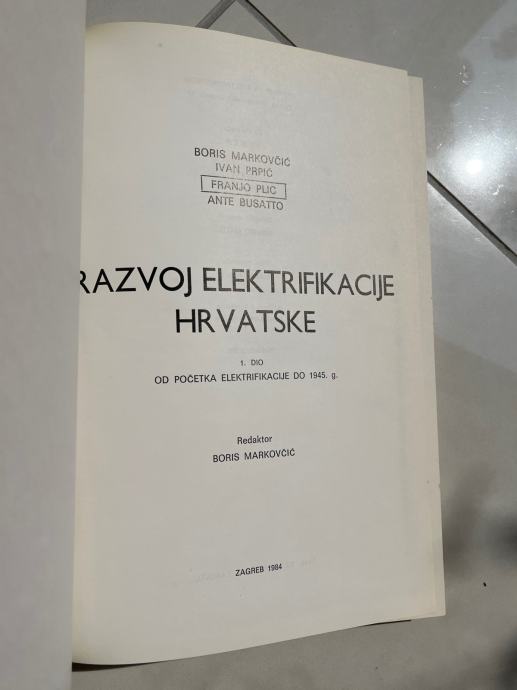 BORIS MARKOVČIĆ
IVAN PRPIĆ
FRANJO PLIC
ANTE BUSATTO
RAZVOJ ELEKTRIFIKACIJE
HRVATSKE
1. DIO
OD POČETKA ELEKTRIFIKACIJE DO 1945. g.
Redaktor
BORIS MARKOVČIĆ
ZAGREB 1984